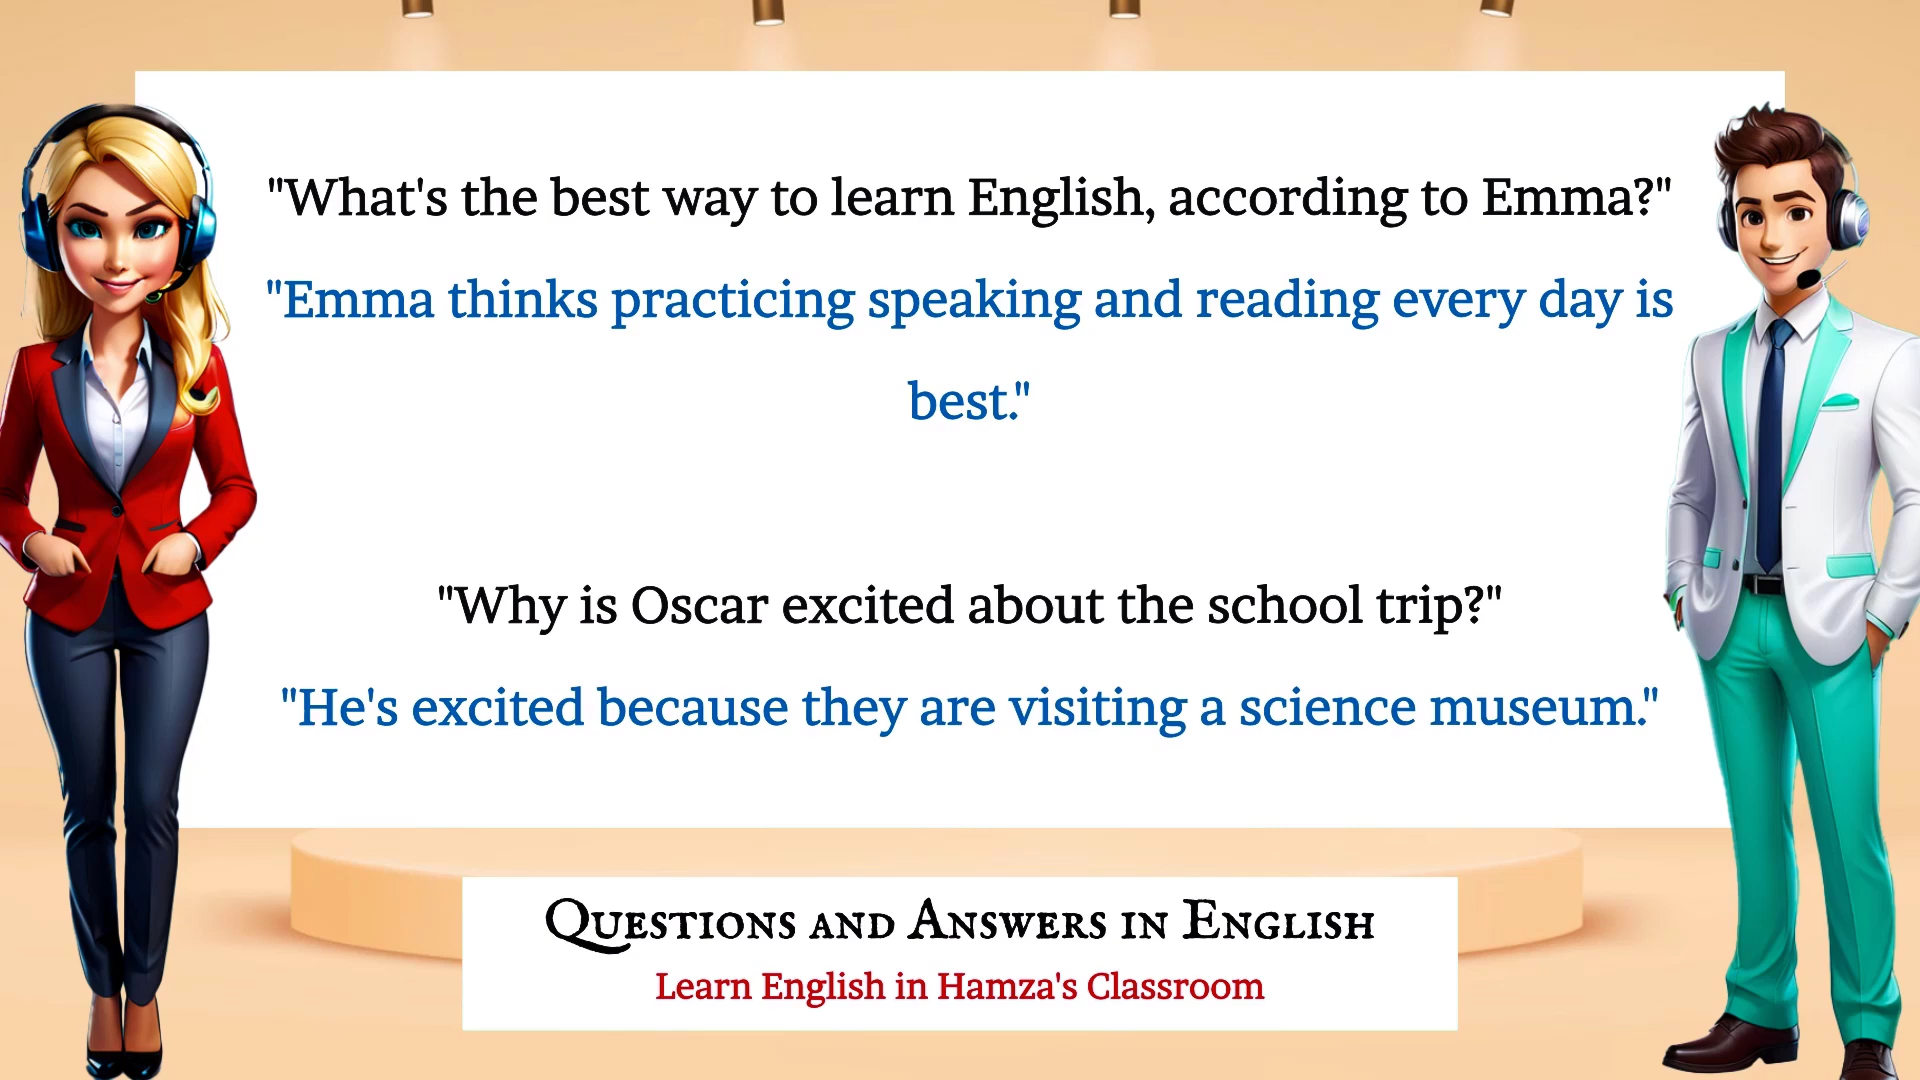 "What's the best way to learn English, according to Emma?"
"Emma thinks practicing speaking and reading every day is
best."
"Why is Oscar excited about the school trip?"
"He's excited because they are visiting a science museum."
Questions and Answers in English
Learn English in Hamza's Classroom